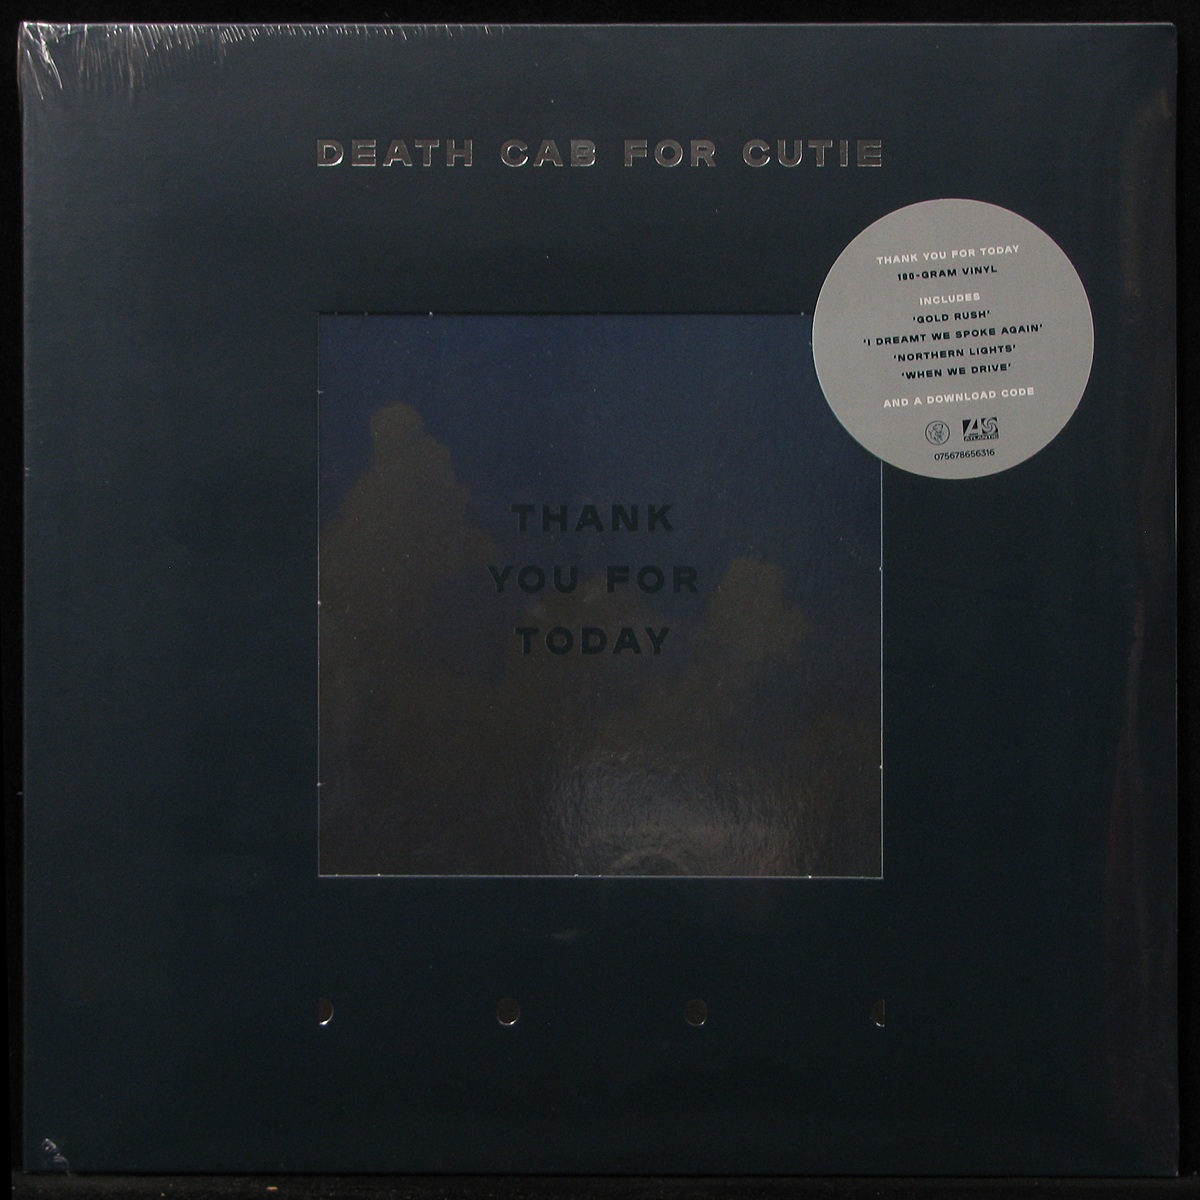 DEATH CAB FOR CUTIE
THANK YOU FOR TODAY
180-GRAM VINYL
INCLUDES
'GOLD RUSH'
'I DREAMT WE SPOKE AGAIN'
'NORTHERN LIGHTS'
'WHEN WE DRIVE'
AND A DOWNLOAD CODE
ATLANTIC
075678656316
THANK
YOU FOR
TODAY